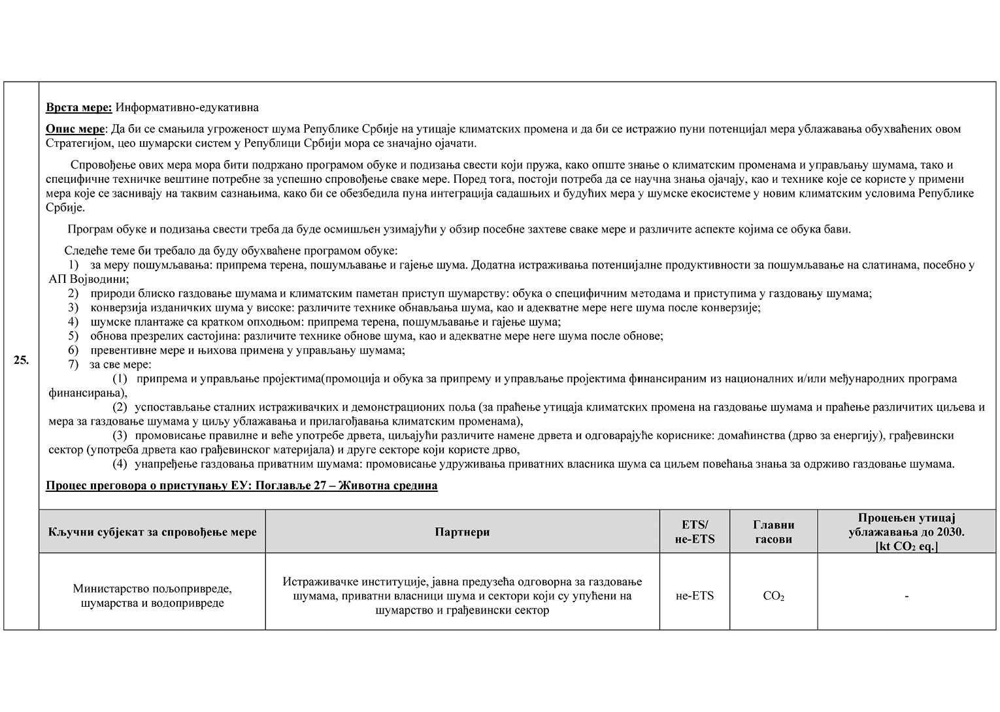 Врста мере: Информативно-едукативна
Опис мере: Да би се смањила угроженост шума Републике Србије на утицаје климатских промена и да би се истражио пуни потенцијал мера ублажавања обухваћених овом
Стратегијом, цео шумарски систем у Републици Србији мора се значајно ојачати.
Спровођење ових мера мора бити подржано програмом обуке и подизања свести који пружа, како опште знање о климатским променама и управљању шумама, тако и
специфичне техничке вештине потребне за успешно спровођење сваке мере. Поред тога, постоји потреба да се научна знања ојачају, као и технике које се користе у примени
мера које се заснивају на таквим сазнањима, како би се обезбедила пуна интеграција садашњих и будућих мера у шумске екосистеме у новим климатским условима Републике
Србије.
Програм обуке и подизања свести треба да буде осмишљен узимајући у обзир посебне захтеве сваке мере и различите аспекте којима се обука бави.
Следеће теме би требало да буду обухваћене програмом обуке:
1) за меру пошумљавања: припрема терена, пошумљавање и гајење шума. Додатна истраживања потенцијалне продуктивности за пошумљавање на слатинама, посебно у
АП Војводини;
2) природи блиско газдовање шумама и климатским паметан приступ шумарству: обука о специфичним методама и приступима у газдовању шумама;
3) конверзија изданичких шума у високе: различите технике обнављања шума, као и адекватне мере неге шума после конверзије;
4) шумске плантаже са кратком опходњом: припрема терена, пошумљавање и гајење шума;
5) обнова презрелих састојина: различите технике обнове шума, као и адекватне мере неге шума после обнове;
6) превентивне мере и њихова примена у управљању шумама;
7) за све мере:
25.
(1) припрема и управљање пројектима(промоција и обука за припрему и управљање пројектима финансираним из националних и/или међународних програма
финансирања),
(2) успостављање сталних истраживачких и демонстрационих поља (за праћење утицаја климатских промена на газдовање шумама и праћење различитих циљева и
мера за газдовање шумама у циљу ублажавања и прилагођавања климатским променама),
(3) промовисање правилне и веће употребе дрвета, циљајући различите намене дрвета и одговарајуће кориснике: домаћинства (дрво за енергију), грађевински
сектор (употреба дрвета као грађевинског материјала) и друге секторе који користе дрво,
(4) унапређење газдовања приватним шумама: промовисање удруживања приватних власника шума са циљем повећања знања за одрживо газдовање шумама.
Процес преговора о приступању ЕУ: Поглавље 27 – Животна средина
Кључни субјекат за спровођење мере
Партнери
ETS/
не-ETS
Главни
гасови
Процењен утицај
ублажавања до 2030.
[kt CO₂ eq.]
Министарство пољопривреде,
шумарства и водопривреде
Истраживачке институције, јавна предузећа одговорна за газдовање
шумама, приватни власници шума и сектори који су упућени на
шумарство и грађевински сектор
не-ETS
CO₂
-